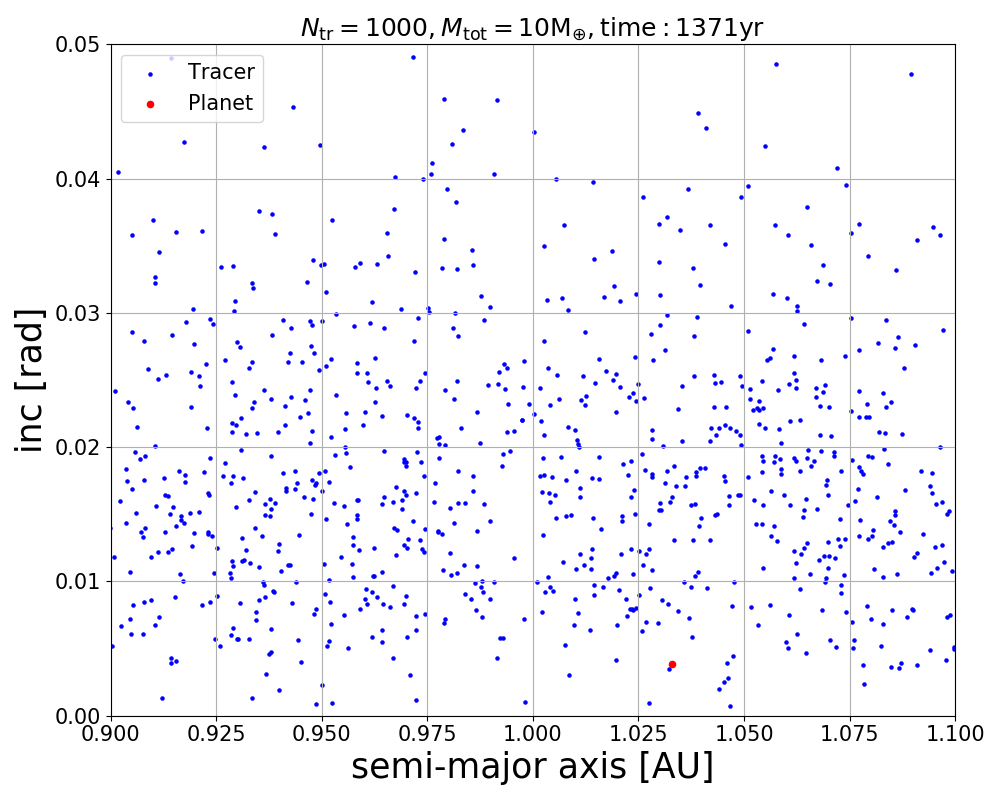 N_tr = 1000, M_tot = 10M_⊕, time : 1371yr
Tracer
Planet
0.05
0.04
0.03
0.02
0.01
0.00
inc [rad]
0.900 0.925 0.950 0.975 1.000 1.025 1.050 1.075 1.100
semi-major axis [AU]